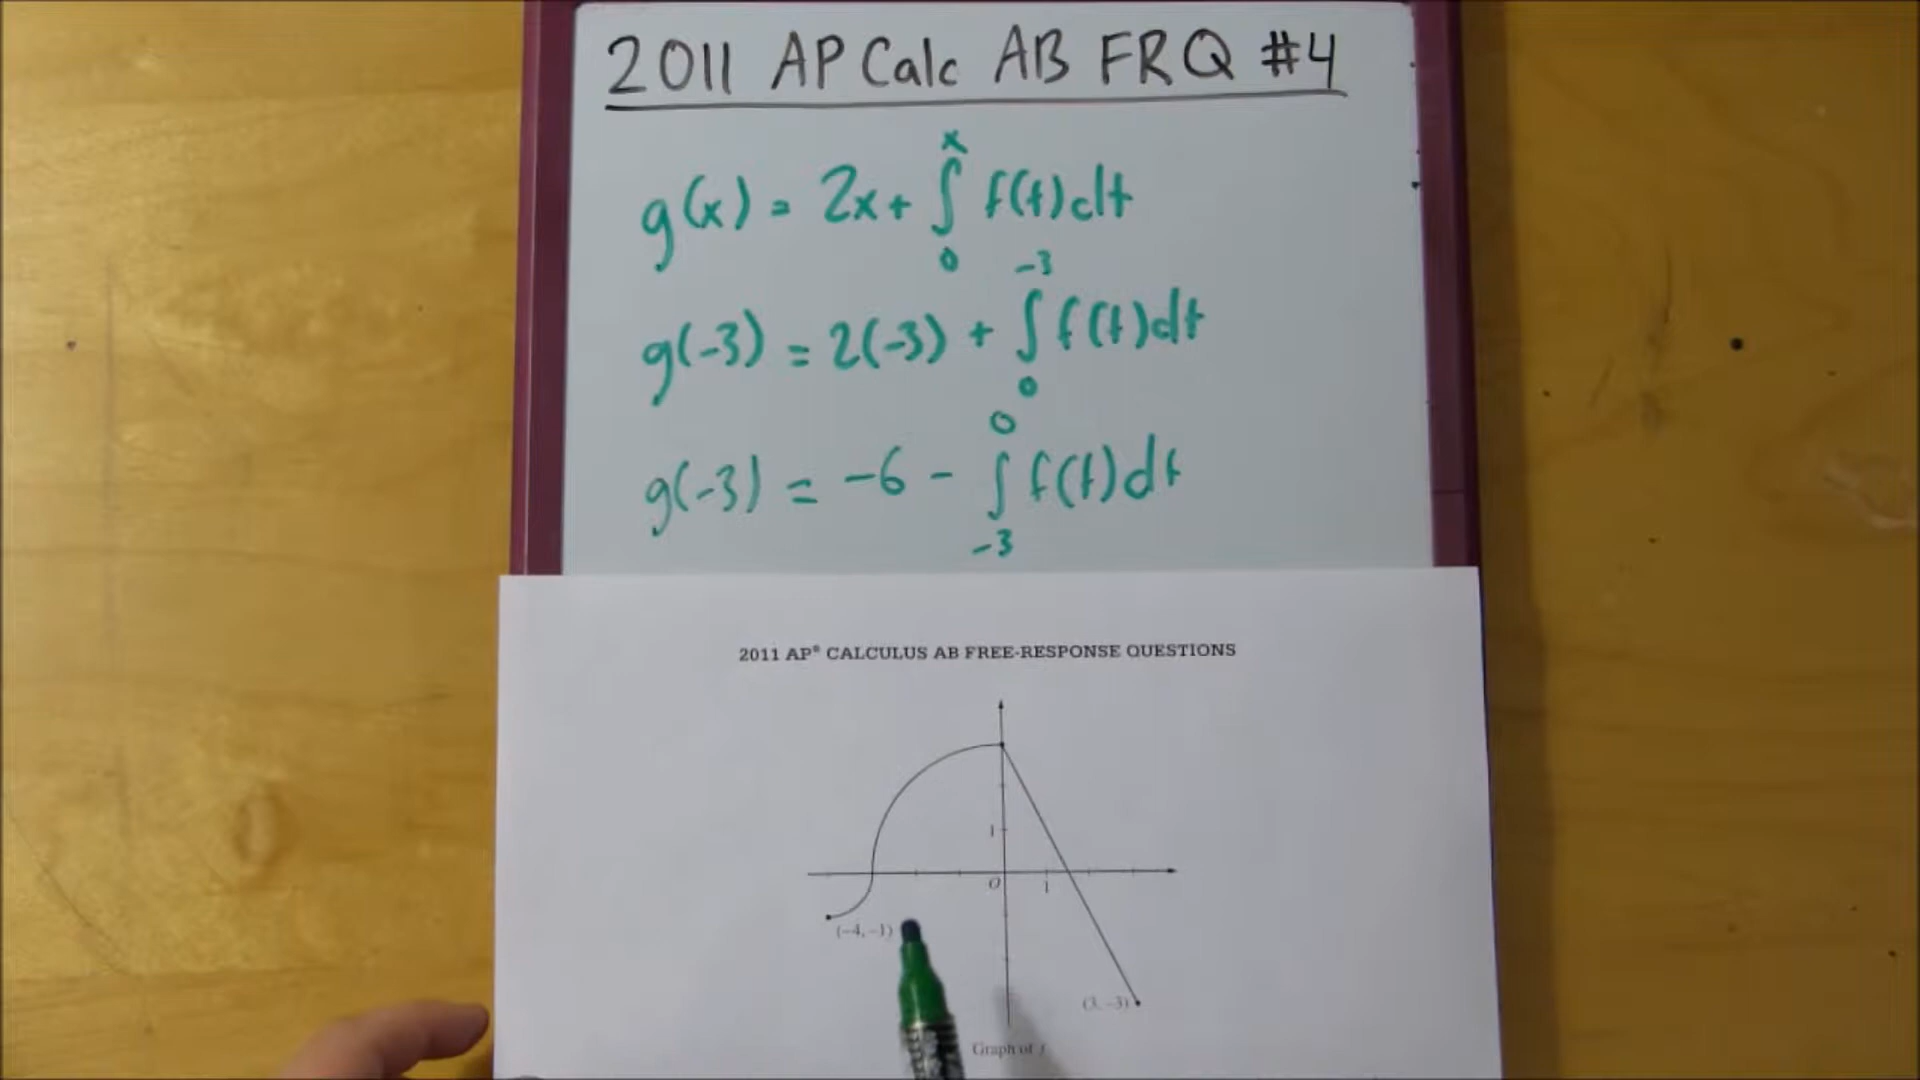 2011 AP Calc AB FRQ #4
g(x) = 2x + ∫₀ˣ f(t)dt
g(-3) = 2(-3) + ∫₀⁻³ f(t)dt
g(-3) = -6 - ∫₋₃⁰ f(t)dt
2011 AP® CALCULUS AB FREE-RESPONSE QUESTIONS
1
O
1
(-4, -1)
(3, -3)
Graph of f